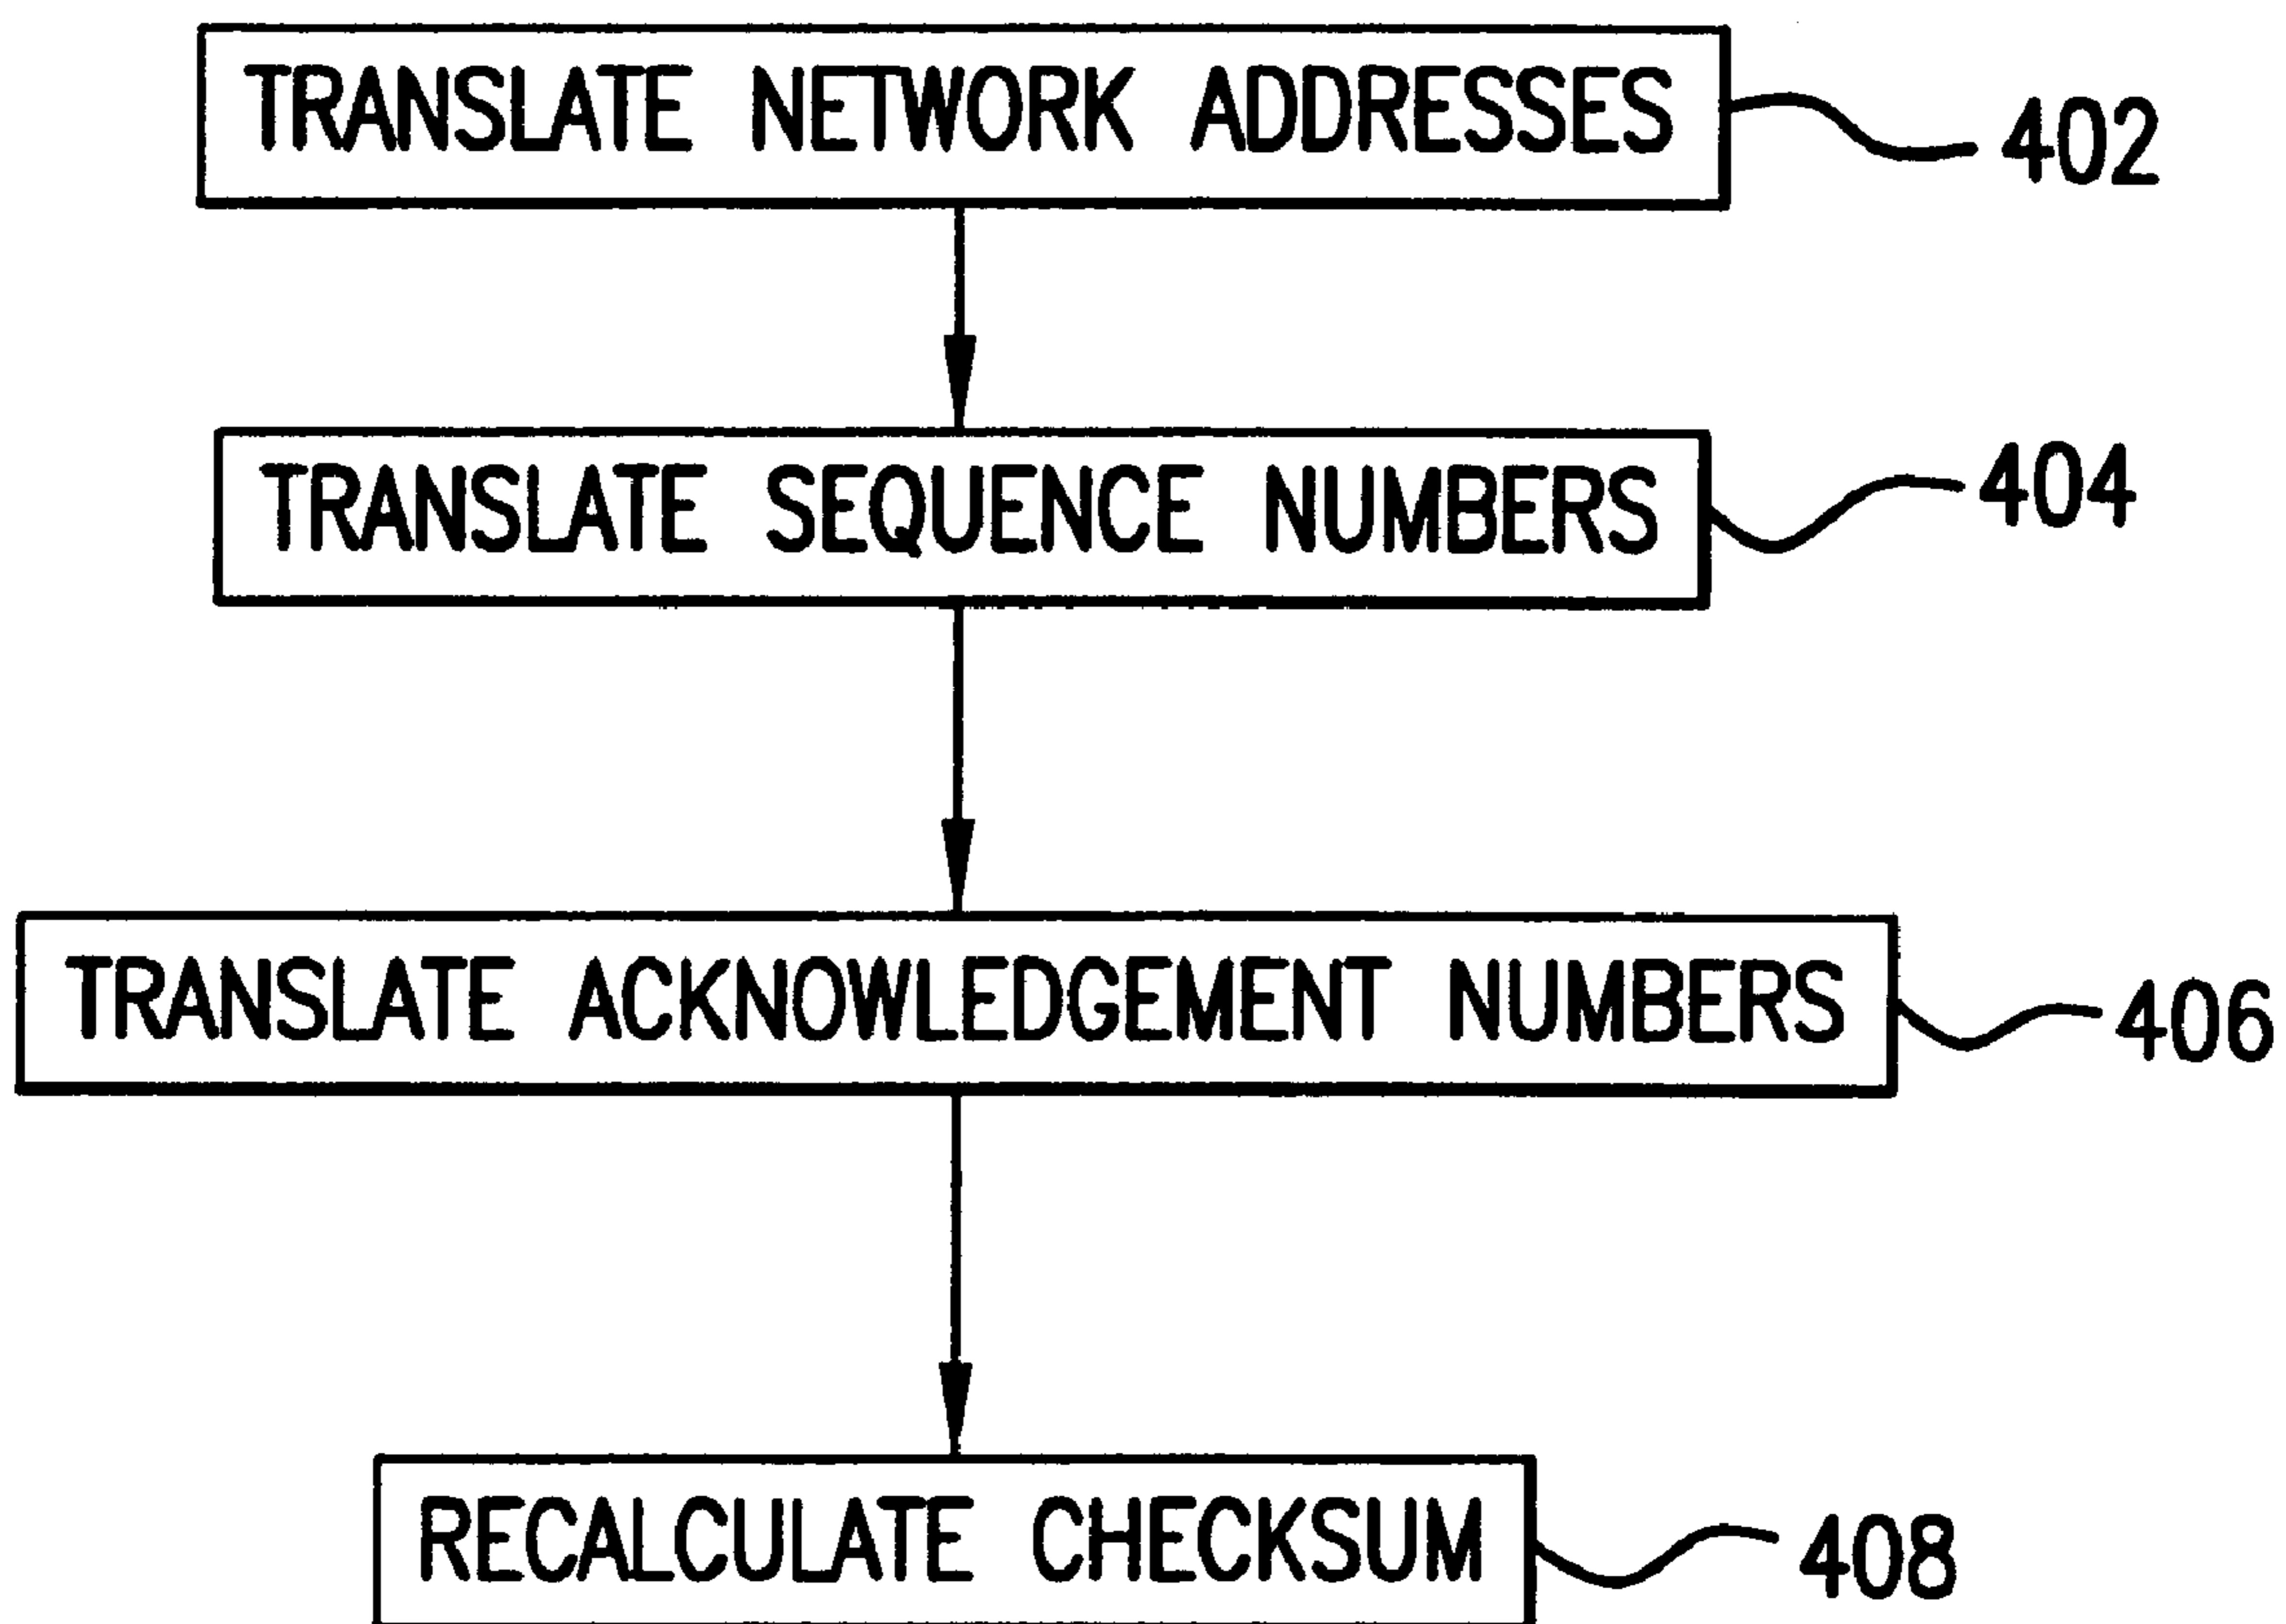 TRANSLATE NETWORK ADDRESSES
402
TRANSLATE SEQUENCE NUMBERS
404
TRANSLATE ACKNOWLEDGEMENT NUMBERS
406
RECALCULATE CHECKSUM
408